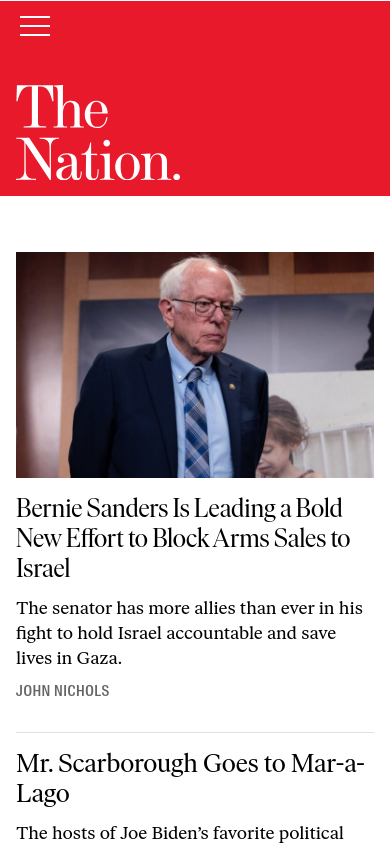 The
Nation.
Bernie Sanders Is Leading a Bold
New Effort to Block Arms Sales to
Israel
The senator has more allies than ever in his
fight to hold Israel accountable and save
lives in Gaza.
JOHN NICHOLS
Mr. Scarborough Goes to Mar-a-
Lago
The hosts of Joe Biden’s favorite political